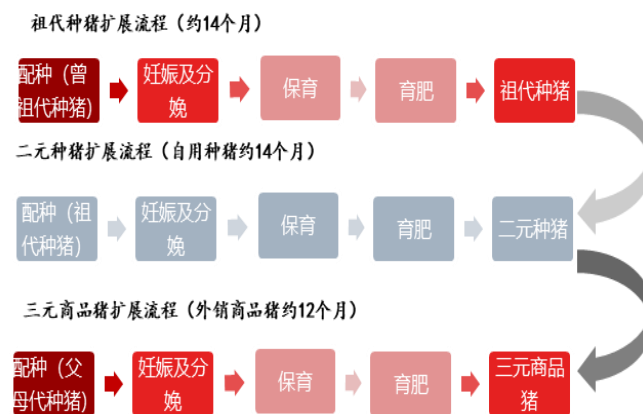 祖代种猪扩展流程（约14个月）
配种（曾
祖代种猪)
妊娠及分
娩
保育
育肥
祖代种猪
二元种猪扩展流程（自用种猪约14个月）
配种（祖
代种猪）
妊娠及分
娩
保育
育肥
二元种猪
三元商品猪扩展流程（外销商品猪约12个月）
配种（父
母代种猪)
妊娠及分
娩
保育
育肥
三元商品
猪